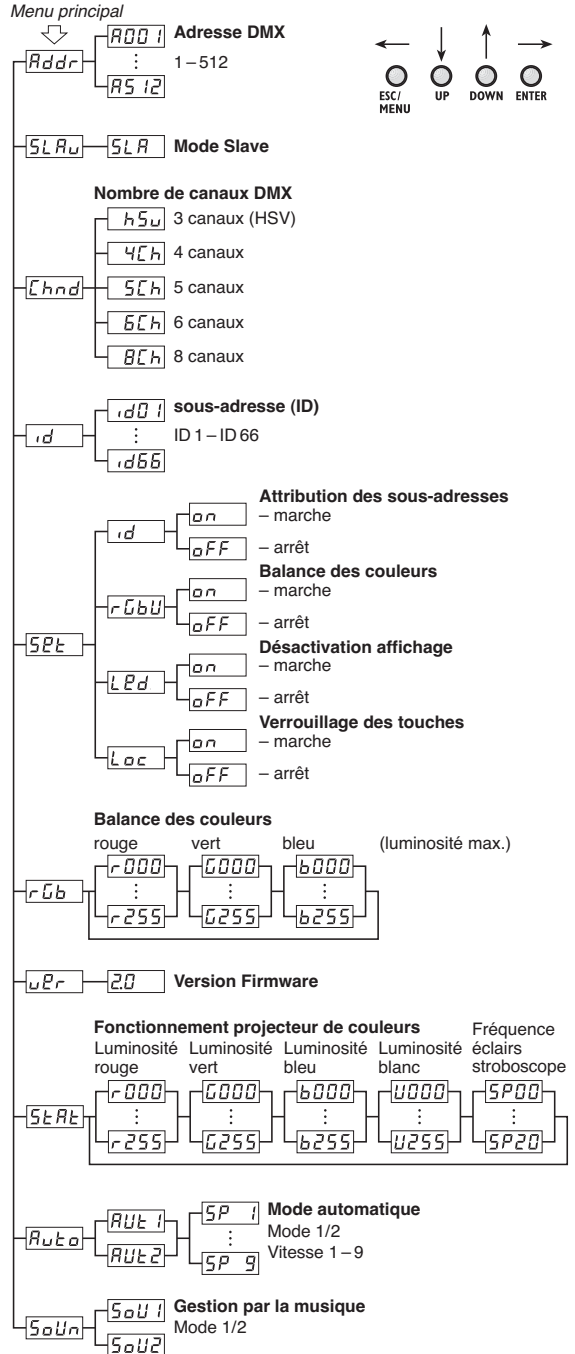 Menu principal
Addr
A001 Adresse DMX
⋮ 1–512
A512
ESC/MENU UP DOWN ENTER
SLAv SLA Mode Slave
Nombre de canaux DMX
Chnd
hSv 3 canaux (HSV)
4Ch 4 canaux
5Ch 5 canaux
6Ch 6 canaux
8Ch 8 canaux
id
id01 sous-adresse (ID)
⋮ ID 1–ID 66
id66
SEt
Attribution des sous-adresses
id on – marche
oFF – arrêt
Balance des couleurs
rGbU on – marche
oFF – arrêt
Désactivation affichage
LEd on – marche
oFF – arrêt
Verrouillage des touches
Loc on – marche
oFF – arrêt
Balance des couleurs
rouge vert bleu (luminosité max.)
rGb
r000 G000 b000
⋮ ⋮ ⋮
r255 G255 b255
vEr 2.0 Version Firmware
Fonctionnement projecteur de couleurs
Luminosité rouge Luminosité vert Luminosité bleu Luminosité blanc Fréquence éclairs stroboscope
StAt
r000 G000 b000 U000 SP00
⋮ ⋮ ⋮ ⋮ ⋮
r255 G255 b255 U255 SP20
Auto
AUt1 SP 1 Mode automatique
⋮ Mode 1/2
AUt2 SP 9 Vitesse 1–9
SoUn
SoU1 Gestion par la musique
SoU2 Mode 1/2